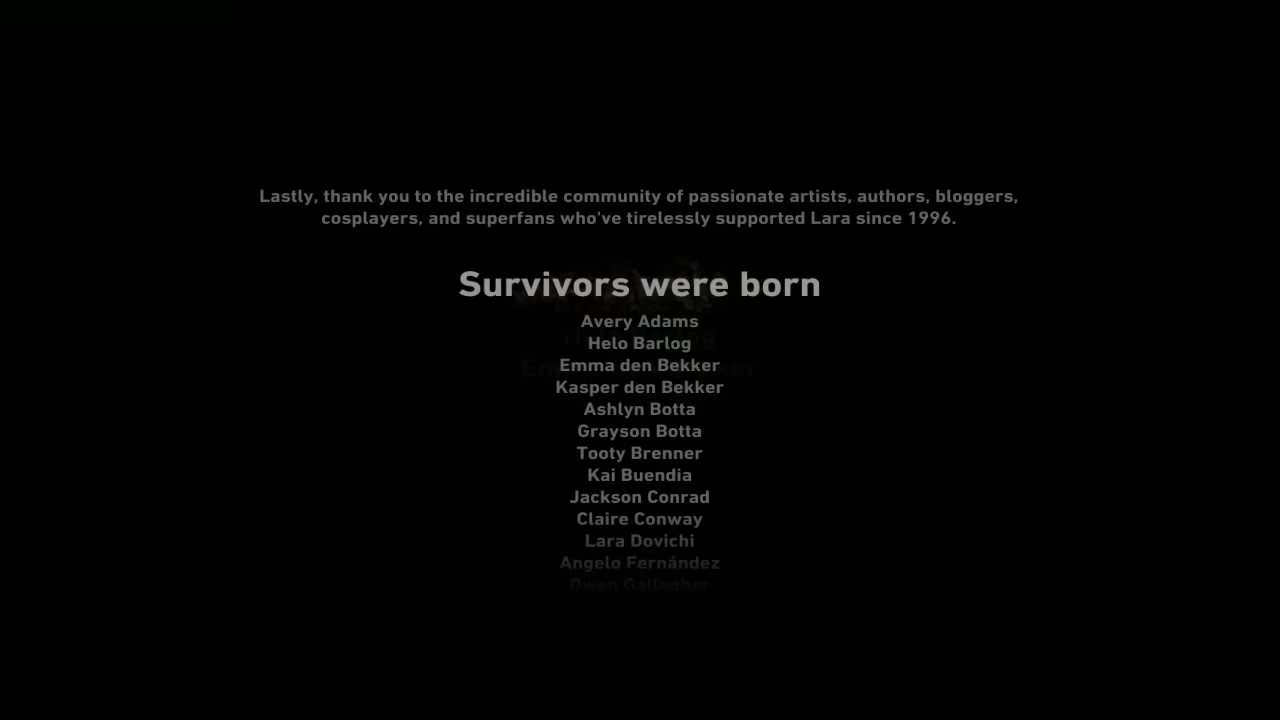 Lastly, thank you to the incredible community of passionate artists, authors, bloggers,
cosplayers, and superfans who've tirelessly supported Lara since 1996.
Survivors were born
Avery Adams
Helo Barlog
Emma den Bekker
Kasper den Bekker
Ashlyn Botta
Grayson Botta
Tooty Brenner
Kai Buendia
Jackson Conrad
Claire Conway
Lara Dovichi
Angelo Fernández
Owen Gallagher